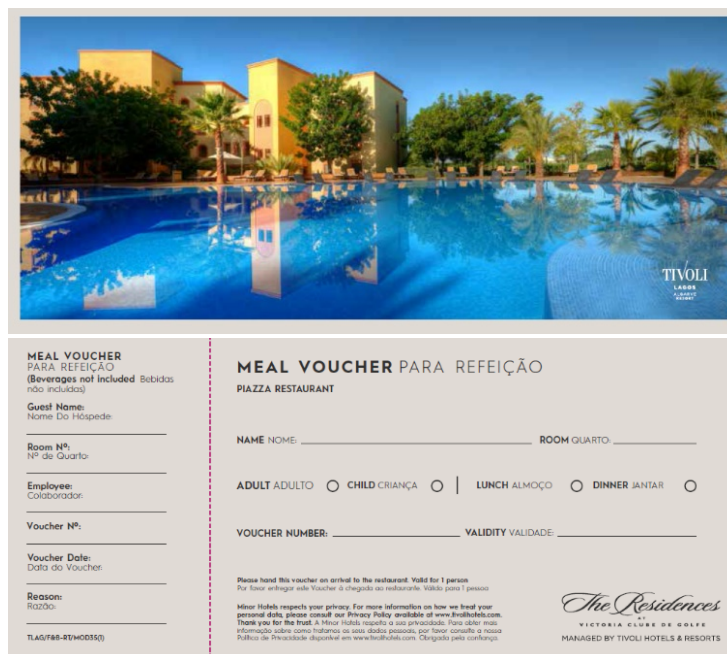 TIVOLI
LAGOS
ALGARVE
RESORT
MEAL VOUCHER
PARA REFEIÇÃO
(Beverages not included Bebidas
não incluídas)
Guest Name:
Nome Do Hóspede:
Room Nº:
Nº de Quarto:
Employee:
Colaborador:
Voucher Nº:
Voucher Date:
Data do Voucher:
Reason:
Razão:
TLAG/F&B-RT/MOD35(1)
MEAL VOUCHER PARA REFEIÇÃO
PIAZZA RESTAURANT
NAME NOME: ROOM QUARTO:
ADULT ADULTO CHILD CRIANÇA LUNCH ALMOÇO DINNER JANTAR
VOUCHER NUMBER: VALIDITY VALIDADE:
Please hand this voucher on arrival to the restaurant. Valid for 1 person
Por favor entregar este Voucher à chegada ao restaurante. Válido para 1 pessoa
Minor Hotels respects your privacy. For more information on how we treat your
personal data, please consult our Privacy Policy available at www.tivolihotels.com.
Thank you for the trust. A Minor Hotels respeita a sua privacidade. Para obter mais
informação sobre como tratamos os seus dados pessoais, por favor consulte a nossa
Política de Privacidade disponível em www.tivolihotels.com. Obrigada pela confiança.
The Residences
AT
VICTORIA CLUBE DE GOLFE
MANAGED BY TIVOLI HOTELS & RESORTS